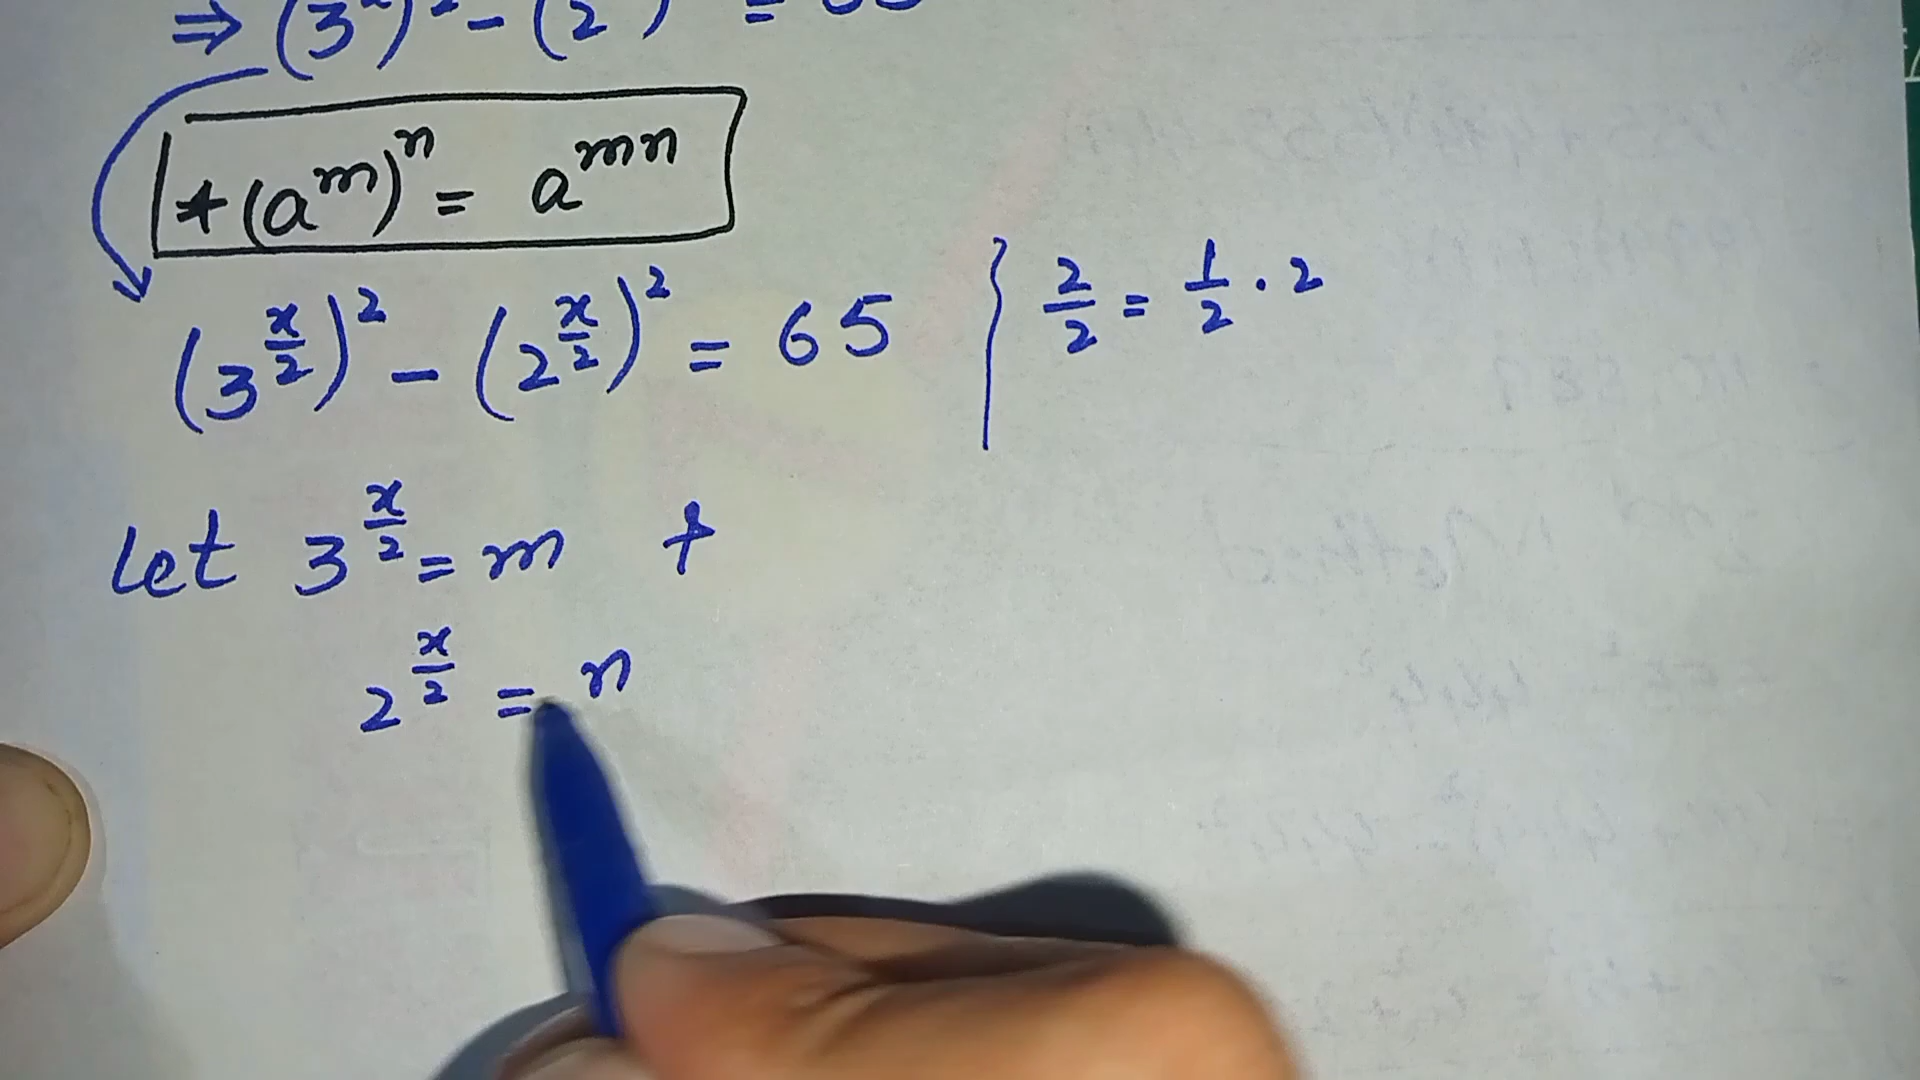 ⇒ (3^x)^2 - (2 ) = 65
* (a^m)^n = a^{mn}
(3^{x/2})^2 - (2^{x/2})^2 = 65 } 2/2 = 1/2 · 2
Let 3^{x/2} = m +
2^{x/2} = n